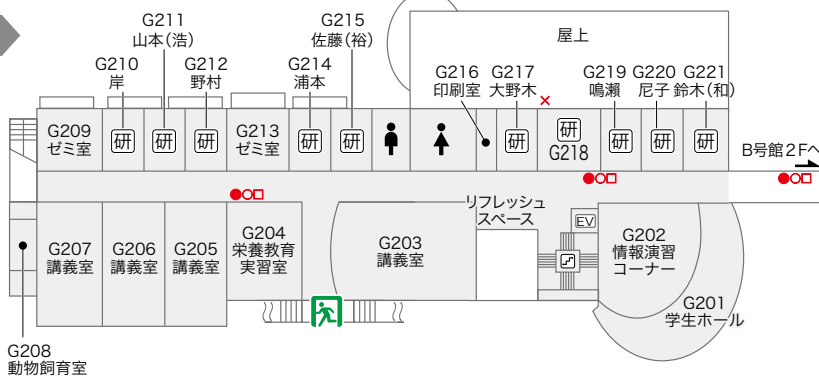 G211
山本（浩）
G215
佐藤（裕）
屋上
G210
岸
G212
野村
G214
浦本
G216
印刷室
G217
大野木
G219
鳴瀬
G220
尼子
G221
鈴木（和）
G209
ゼミ室
研
研
研
G213
ゼミ室
研
研
研
研
G218
研
研
研
B号館2Fへ
リフレッシュ
スペース
EV
G207
講義室
G206
講義室
G205
講義室
G204
栄養教育
実習室
G203
講義室
G202
情報演習
コーナー
G201
学生ホール
G208
動物飼育室